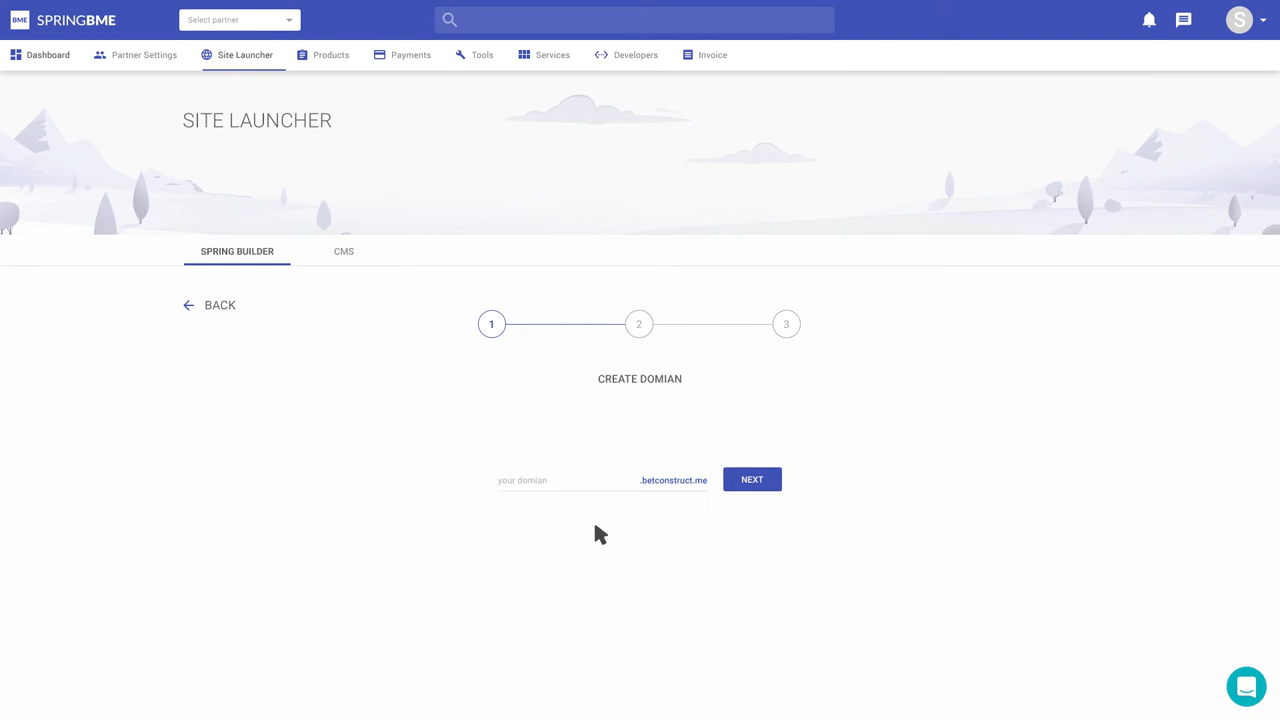 BME SPRINGBME
Select partner
S
Dashboard
Partner Settings
Site Launcher
Products
Payments
Tools
Services
Developers
Invoice
SITE LAUNCHER
SPRING BUILDER
CMS
BACK
1
2
3
CREATE DOMIAN
your domian
.betconstruct.me
NEXT